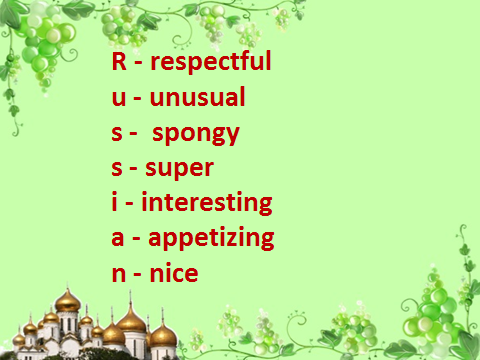 R - respectful
u - unusual
s -  spongy
s - super
i - interesting
a - appetizing
n - nice